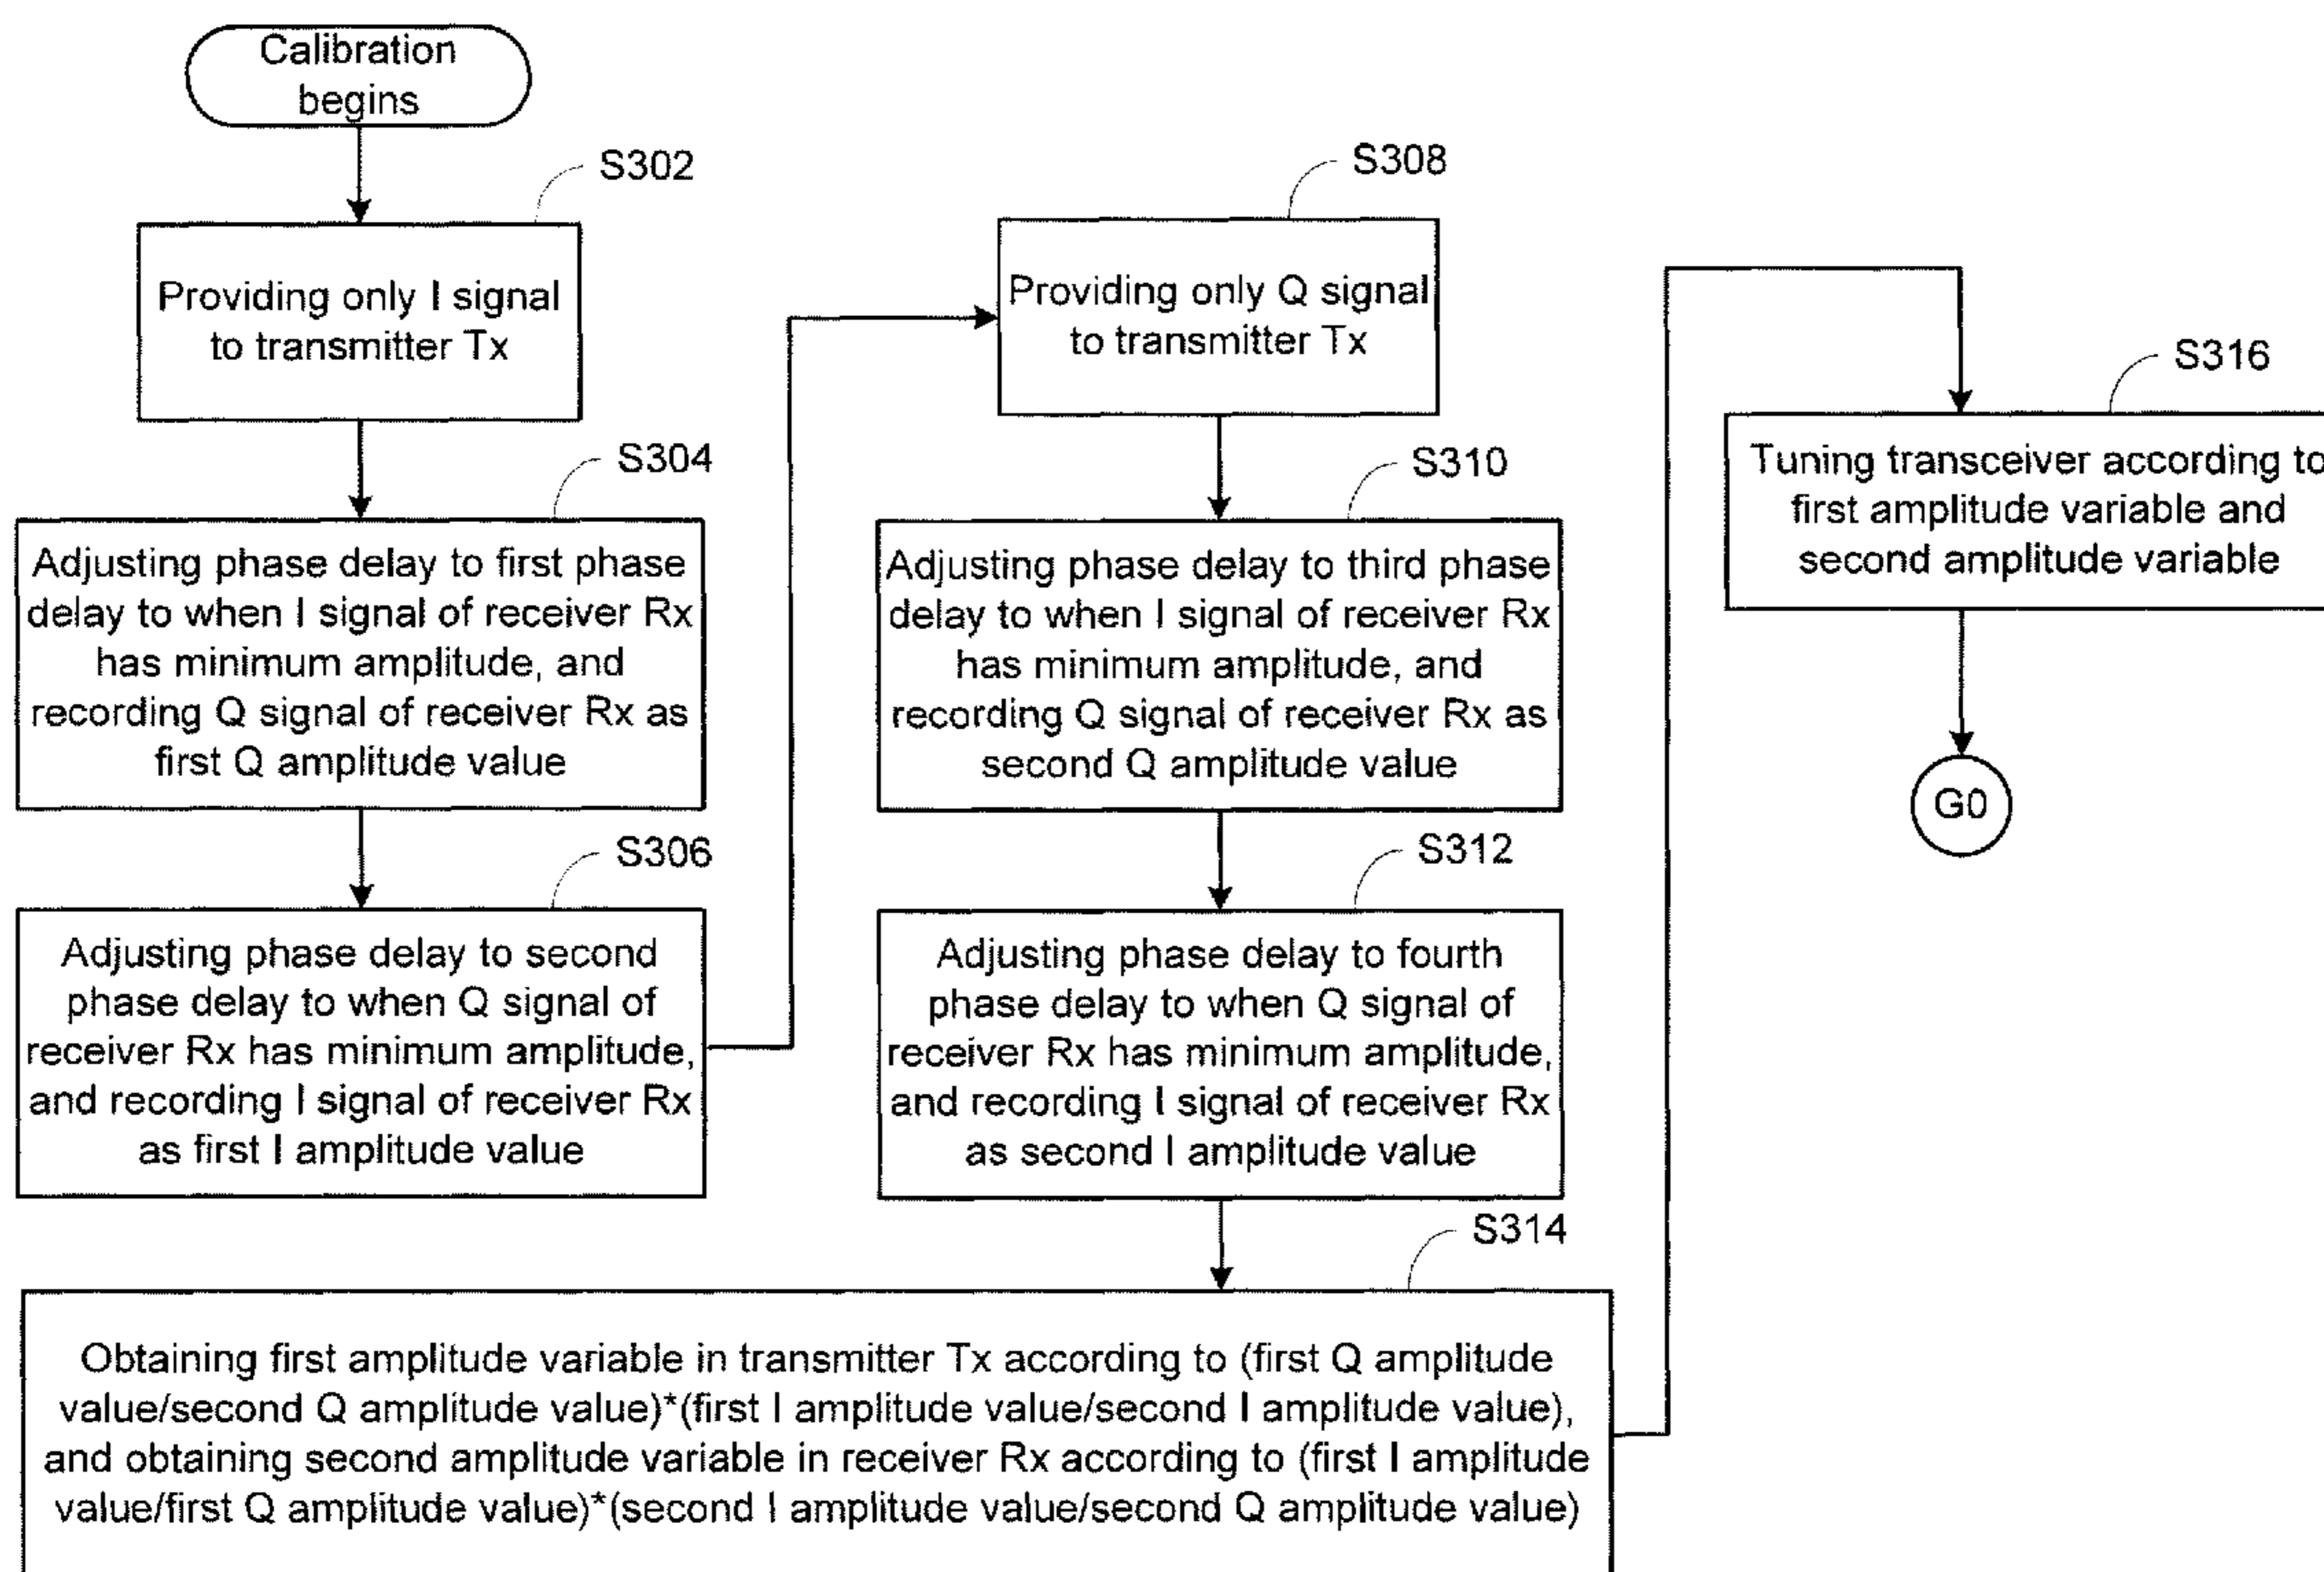 Calibration
begins
S302
Providing only I signal
to transmitter Tx
S304
Adjusting phase delay to first phase
delay to when I signal of receiver Rx
has minimum amplitude, and
recording Q signal of receiver Rx as
first Q amplitude value
S306
Adjusting phase delay to second
phase delay to when Q signal of
receiver Rx has minimum amplitude,
and recording I signal of receiver Rx
as first I amplitude value
S308
Providing only Q signal
to transmitter Tx
S310
Adjusting phase delay to third phase
delay to when I signal of receiver Rx
has minimum amplitude, and
recording Q signal of receiver Rx as
second Q amplitude value
S312
Adjusting phase delay to fourth
phase delay to when Q signal of
receiver Rx has minimum amplitude,
and recording I signal of receiver Rx
as second I amplitude value
S314
Obtaining first amplitude variable in transmitter Tx according to (first Q amplitude
value/second Q amplitude value)*(first I amplitude value/second I amplitude value),
and obtaining second amplitude variable in receiver Rx according to (first I amplitude
value/first Q amplitude value)*(second I amplitude value/second Q amplitude value)
S316
Tuning transceiver according to
first amplitude variable and
second amplitude variable
G0